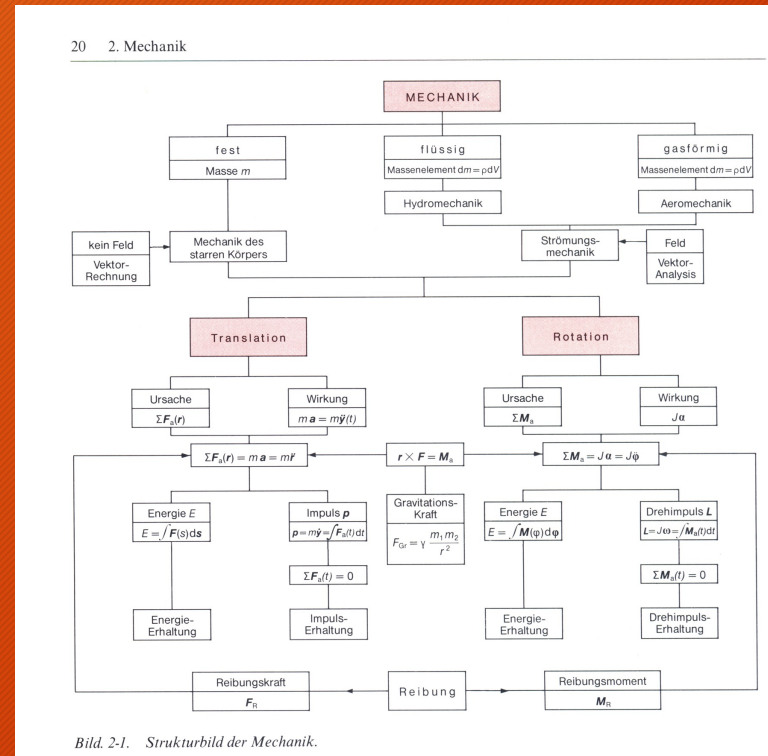 20 2. Mechanik
MECHANIK
fest
Masse m
flüssig
Massenelement dm = ρdV
gasförmig
Massenelement dm = ρdV
Hydromechanik
Aeromechanik
kein Feld
Vektor-
Rechnung
Mechanik des
starren Körpers
Strömungs-
mechanik
Feld
Vektor-
Analysis
Translation
Rotation
Ursache
ΣFₐ(r)
Wirkung
m a = mÿ(t)
Ursache
ΣMₐ
Wirkung
Jα
ΣFₐ(r) = m a = mr̈
r × F = Mₐ
ΣMₐ = Jα = Jφ̈
Energie E
E = ∫F(s)ds
Impuls p
p = mẏ = ∫Fₐ(t)dt
ΣFₐ(t) = 0
Energie-
Erhaltung
Impuls-
Erhaltung
Gravitations-
Kraft
F_Gr = γ m₁m₂/r²
Energie E
E = ∫M(φ)dφ
Drehimpuls L
L = Jω = ∫Mₐ(t)dt
ΣMₐ(t) = 0
Energie-
Erhaltung
Drehimpuls-
Erhaltung
Reibungskraft
F_R
Reibung
Reibungsmoment
M_R
Bild. 2-1. Strukturbild der Mechanik.